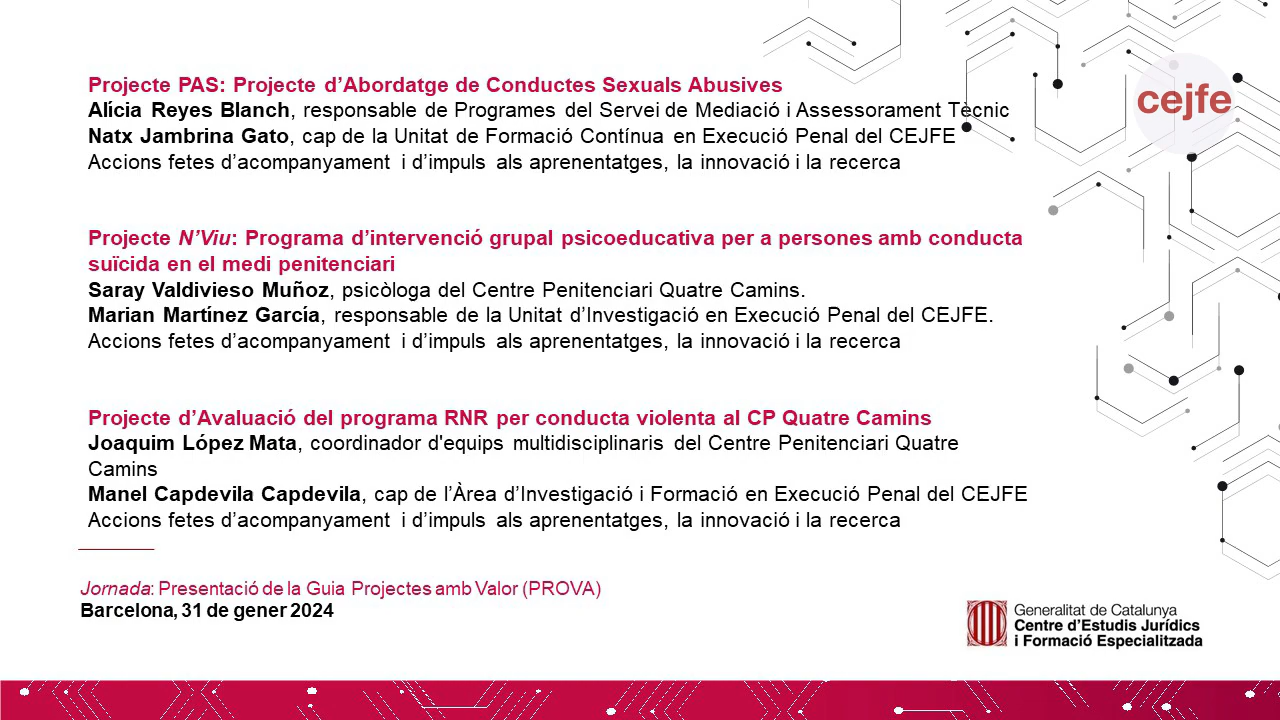 cejfe
Projecte PAS: Projecte d’Abordatge de Conductes Sexuals Abusives
Alícia Reyes Blanch, responsable de Programes del Servei de Mediació i Assessorament Tècnic
Natx Jambrina Gato, cap de la Unitat de Formació Contínua en Execució Penal del CEJFE
Accions fetes d’acompanyament i d’impuls als aprenentatges, la innovació i la recerca
Projecte N’Viu: Programa d’intervenció grupal psicoeducativa per a persones amb conducta
suïcida en el medi penitenciari
Saray Valdivieso Muñoz, psicòloga del Centre Penitenciari Quatre Camins.
Marian Martínez García, responsable de la Unitat d’Investigació en Execució Penal del CEJFE.
Accions fetes d’acompanyament i d’impuls als aprenentatges, la innovació i la recerca
Projecte d’Avaluació del programa RNR per conducta violenta al CP Quatre Camins
Joaquim López Mata, coordinador d'equips multidisciplinaris del Centre Penitenciari Quatre
Camins
Manel Capdevila Capdevila, cap de l’Àrea d’Investigació i Formació en Execució Penal del CEJFE
Accions fetes d’acompanyament i d’impuls als aprenentatges, la innovació i la recerca
Jornada: Presentació de la Guia Projectes amb Valor (PROVA)
Barcelona, 31 de gener 2024
Generalitat de Catalunya
Centre d’Estudis Jurídics
i Formació Especialitzada